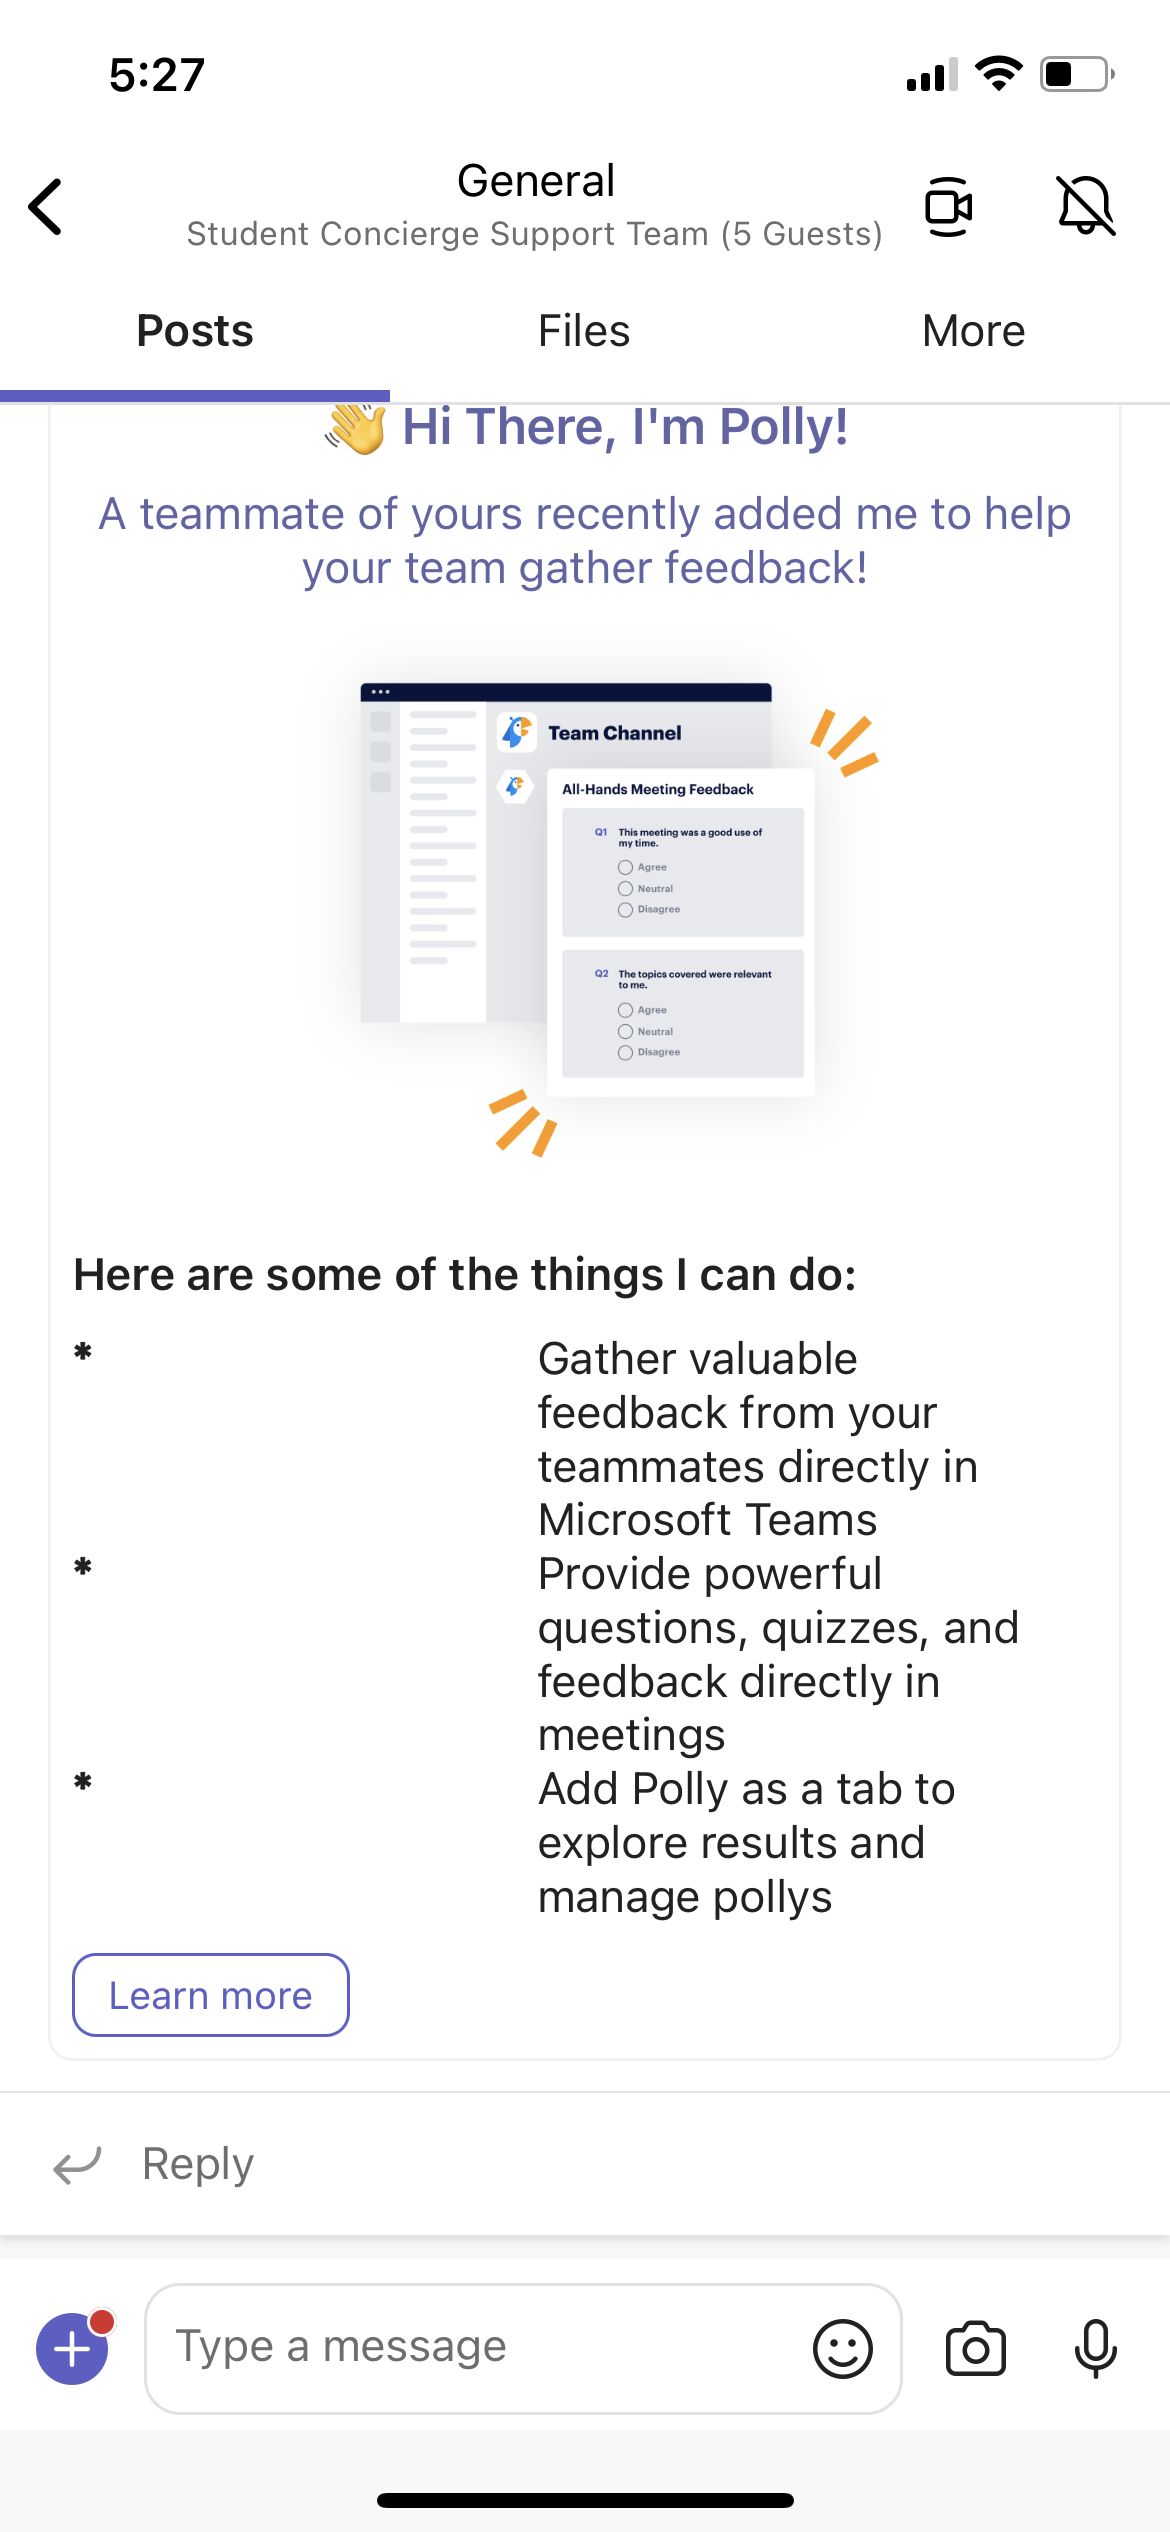 5:27
General
Student Concierge Support Team (5 Guests)
Posts
Files
More
👋 Hi There, I'm Polly!
A teammate of yours recently added me to help
your team gather feedback!
Team Channel
All-Hands Meeting Feedback
Q1 This meeting was a good use of
my time.
Agree
Neutral
Disagree
Q2 The topics covered were relevant
to me.
Agree
Neutral
Disagree
Here are some of the things I can do:
* Gather valuable
feedback from your
teammates directly in
Microsoft Teams
* Provide powerful
questions, quizzes, and
feedback directly in
meetings
* Add Polly as a tab to
explore results and
manage pollys
Learn more
Reply
Type a message